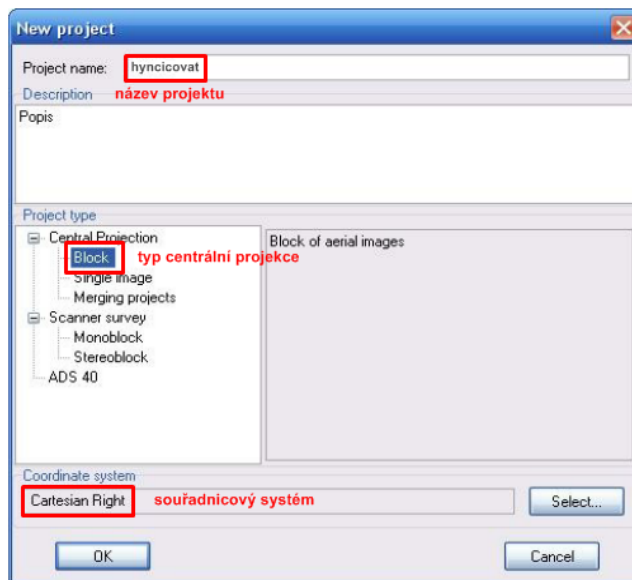 New project
Project name: hyncicovat
Description název projektu
Popis
Project type
Central Projection
Block typ centrální projekce
Single image
Merging projects
Scanner survey
Monoblock
Stereoblock
ADS 40
Block of aerial images
Coordinate system
Cartesian Right souřadnicový systém Select...
OK Cancel